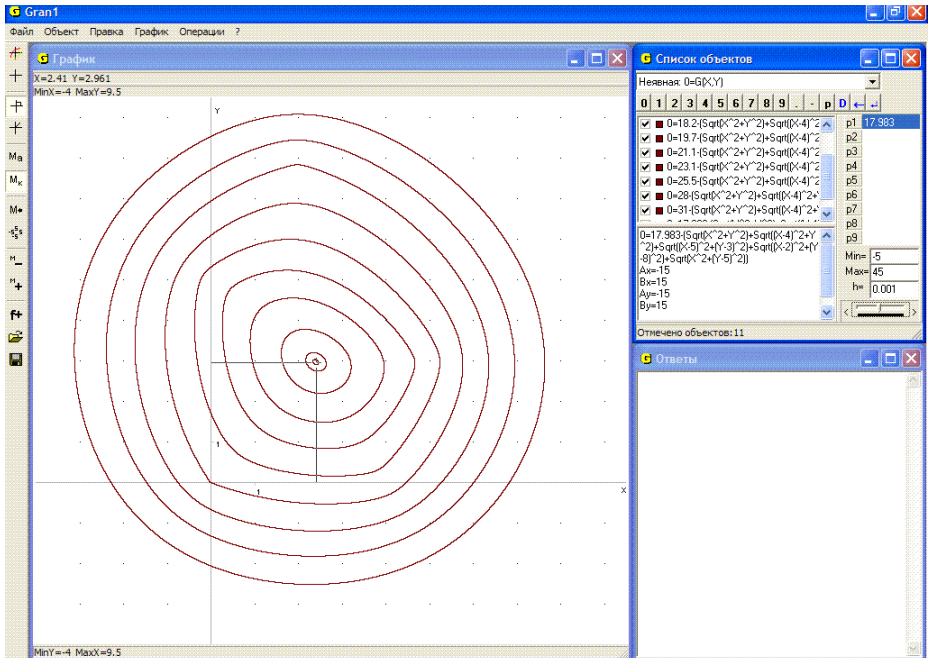 Gran1
Файл Объект Правка График Операции ?
График
X=2.41 Y=2.961
MinX=-4 MaxY=9.5
Y
1
1
X
MinY=-4 MaxX=9.5
Список объектов
Неявная: 0=G(X,Y)
0 1 2 3 4 5 6 7 8 9 . - p D ← ↵
0=18.2-(Sqrt(X^2+Y^2)+Sqrt((X-4)^2
0=19.7-(Sqrt(X^2+Y^2)+Sqrt((X-4)^2
0=21.1-(Sqrt(X^2+Y^2)+Sqrt((X-4)^2
0=23.1-(Sqrt(X^2+Y^2)+Sqrt((X-4)^2
0=25.5-(Sqrt(X^2+Y^2)+Sqrt((X-4)^2
0=28-(Sqrt(X^2+Y^2)+Sqrt((X-4)^2+
0=31-(Sqrt(X^2+Y^2)+Sqrt((X-4)^2+
p1 17.983
p2
p3
p4
p5
p6
p7
p8
p9
0=17.983-(Sqrt(X^2+Y^2)+Sqrt((X-4)^2+Y
^2)+Sqrt((X-5)^2+(Y-3)^2)+Sqrt((X-2)^2+(Y
-8)^2)+Sqrt(X^2+(Y-5)^2))
Ax=-15
Bx=15
Ay=-15
By=15
Min= -5
Max= 45
h= 0.001
< >
Отмечено объектов:11
Ответы
Ma
Mк
M
f+